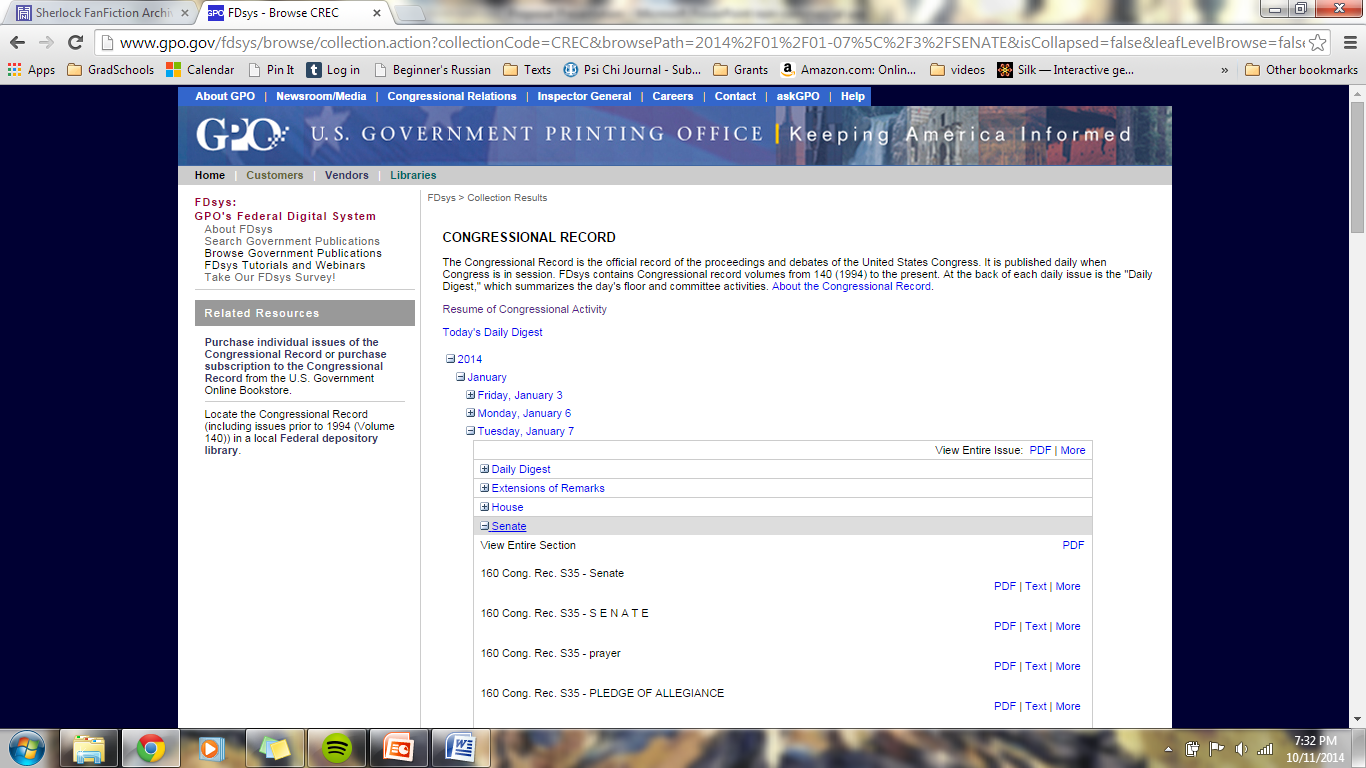 Sherlock FanFiction Archiv
GPO FDsys - Browse CREC
www.gpo.gov/fdsys/browse/collection.action?collectionCode=CREC&browsePath=2014%2F01%2F01-07%5C%2F3%2FSENATE&isCollapsed=false&leafLevelBrowse=false
Apps GradSchools Calendar Pin It Log in Beginner's Russian Texts Psi Chi Journal - Sub... Grants Amazon.com: Onlin... videos Silk — Interactive ge... » Other bookmarks
About GPO | Newsroom/Media | Congressional Relations | Inspector General | Careers | Contact | askGPO | Help
GPO U.S. GOVERNMENT PRINTING OFFICE | Keeping America Informed
Home | Customers | Vendors | Libraries
FDsys:
GPO's Federal Digital System
About FDsys
Search Government Publications
Browse Government Publications
FDsys Tutorials and Webinars
Take Our FDsys Survey!
Related Resources
Purchase individual issues of the
Congressional Record or purchase
subscription to the Congressional
Record from the U.S. Government
Online Bookstore.
Locate the Congressional Record
(including issues prior to 1994 (Volume
140)) in a local Federal depository
library.
FDsys > Collection Results
CONGRESSIONAL RECORD
The Congressional Record is the official record of the proceedings and debates of the United States Congress. It is published daily when
Congress is in session. FDsys contains Congressional record volumes from 140 (1994) to the present. At the back of each daily issue is the "Daily
Digest," which summarizes the day's floor and committee activities. About the Congressional Record.
Resume of Congressional Activity
Today's Daily Digest
2014
January
Friday, January 3
Monday, January 6
Tuesday, January 7
View Entire Issue: PDF | More
Daily Digest
Extensions of Remarks
House
Senate
View Entire Section PDF
160 Cong. Rec. S35 - Senate
PDF | Text | More
160 Cong. Rec. S35 - S E N A T E
PDF | Text | More
160 Cong. Rec. S35 - prayer
PDF | Text | More
160 Cong. Rec. S35 - PLEDGE OF ALLEGIANCE
PDF | Text | More
7:32 PM
10/11/2014